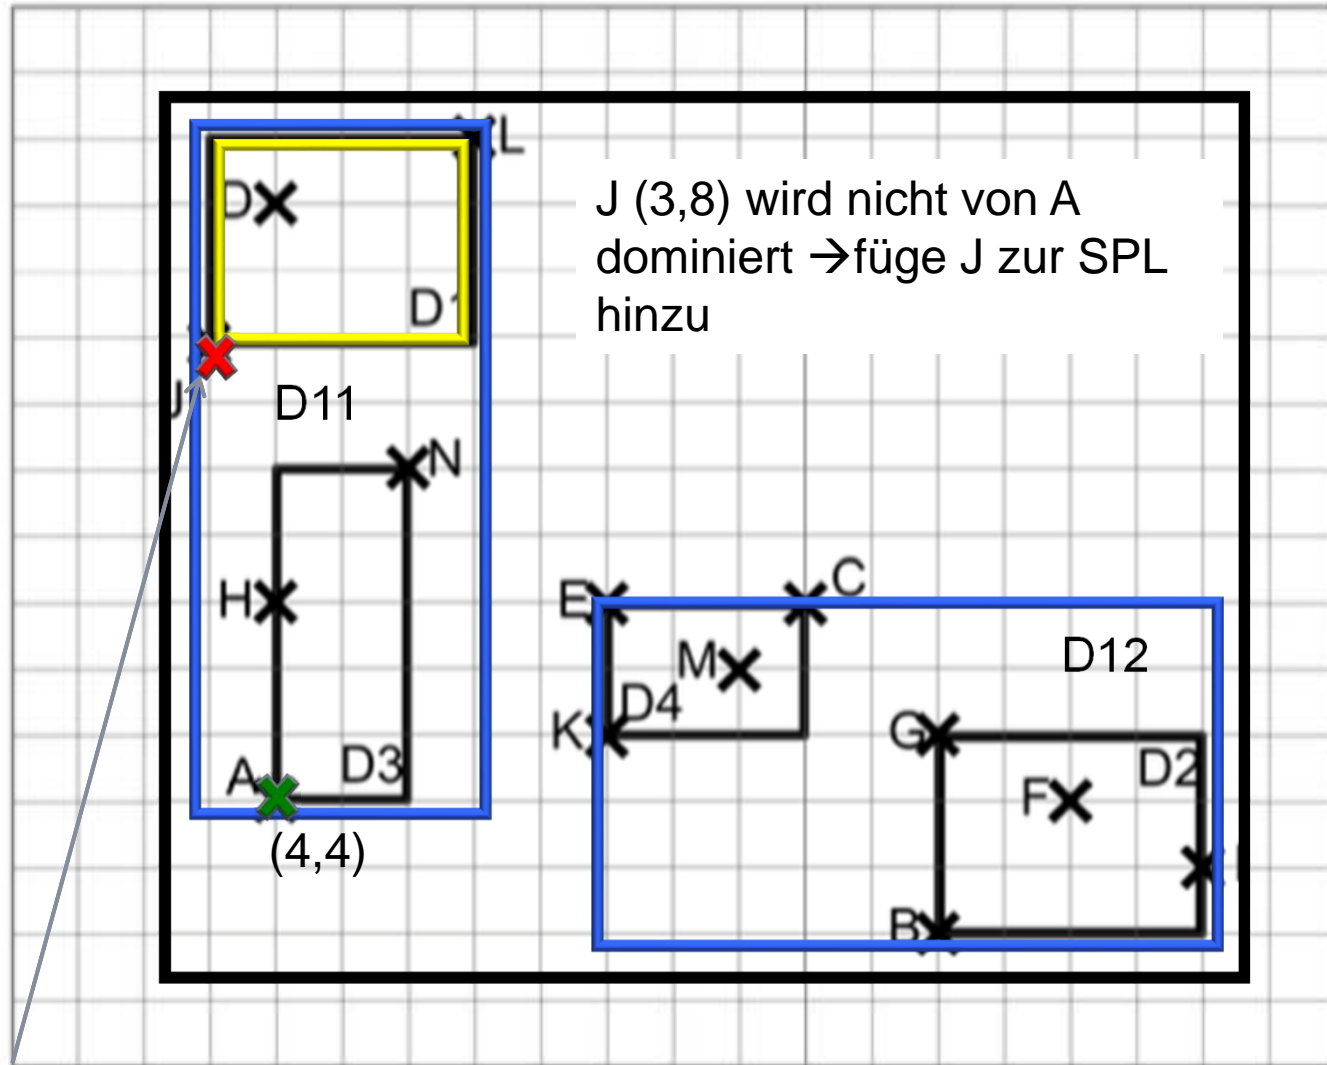 L
D
J (3,8) wird nicht von A
dominiert →füge J zur SPL
hinzu
D1
J
D11
N
H
E
C
M
D12
D4
K
G
A
D3
D2
F
(4,4)
B